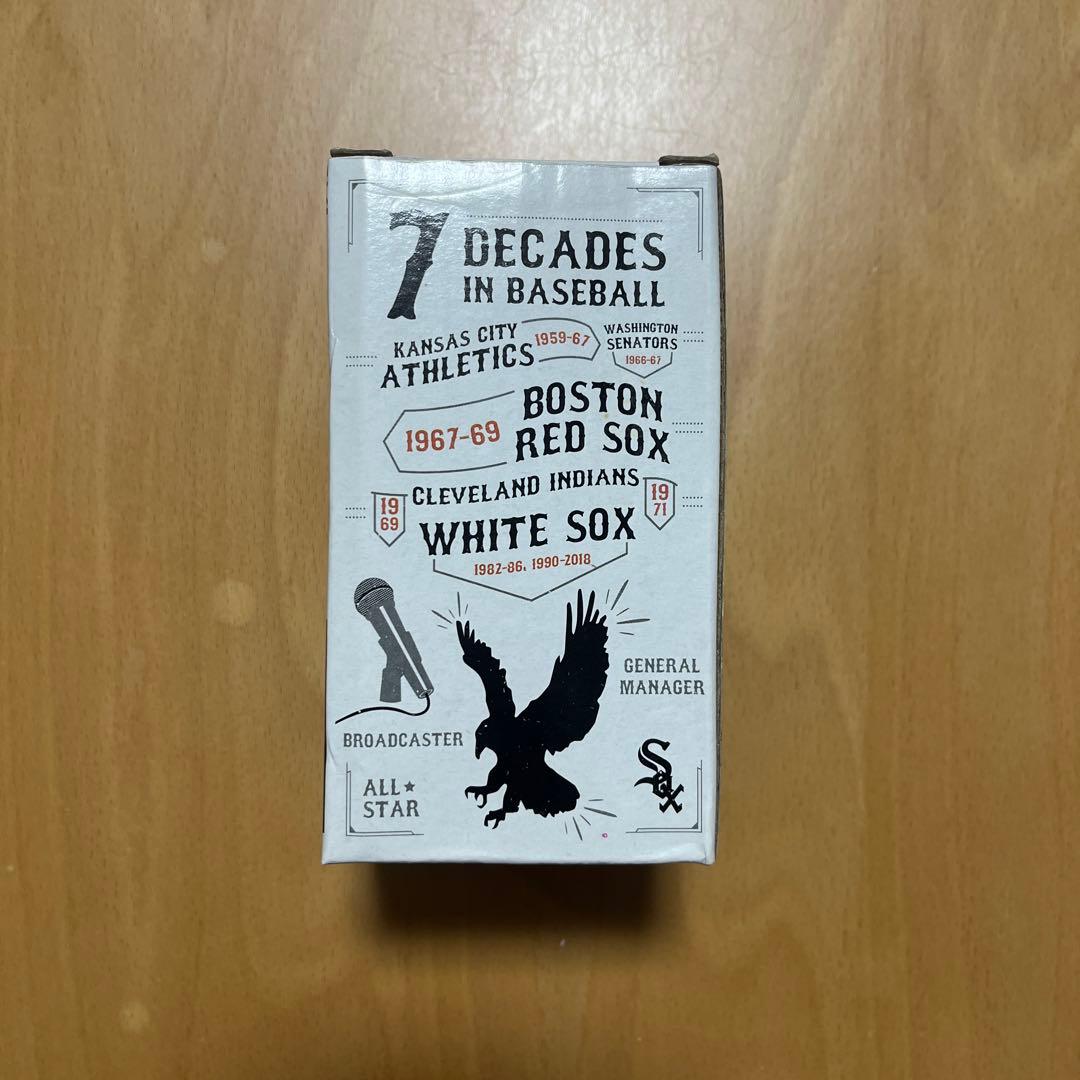 7 DECADES
IN BASEBALL
KANSAS CITY
ATHLETICS
1959-67
WASHINGTON
SENATORS
1966-67
1967-69
BOSTON
RED SOX
19
69
CLEVELAND INDIANS
19
71
WHITE SOX
1982-86, 1990-2018
GENERAL
MANAGER
BROADCASTER
ALL★
STAR
Sox